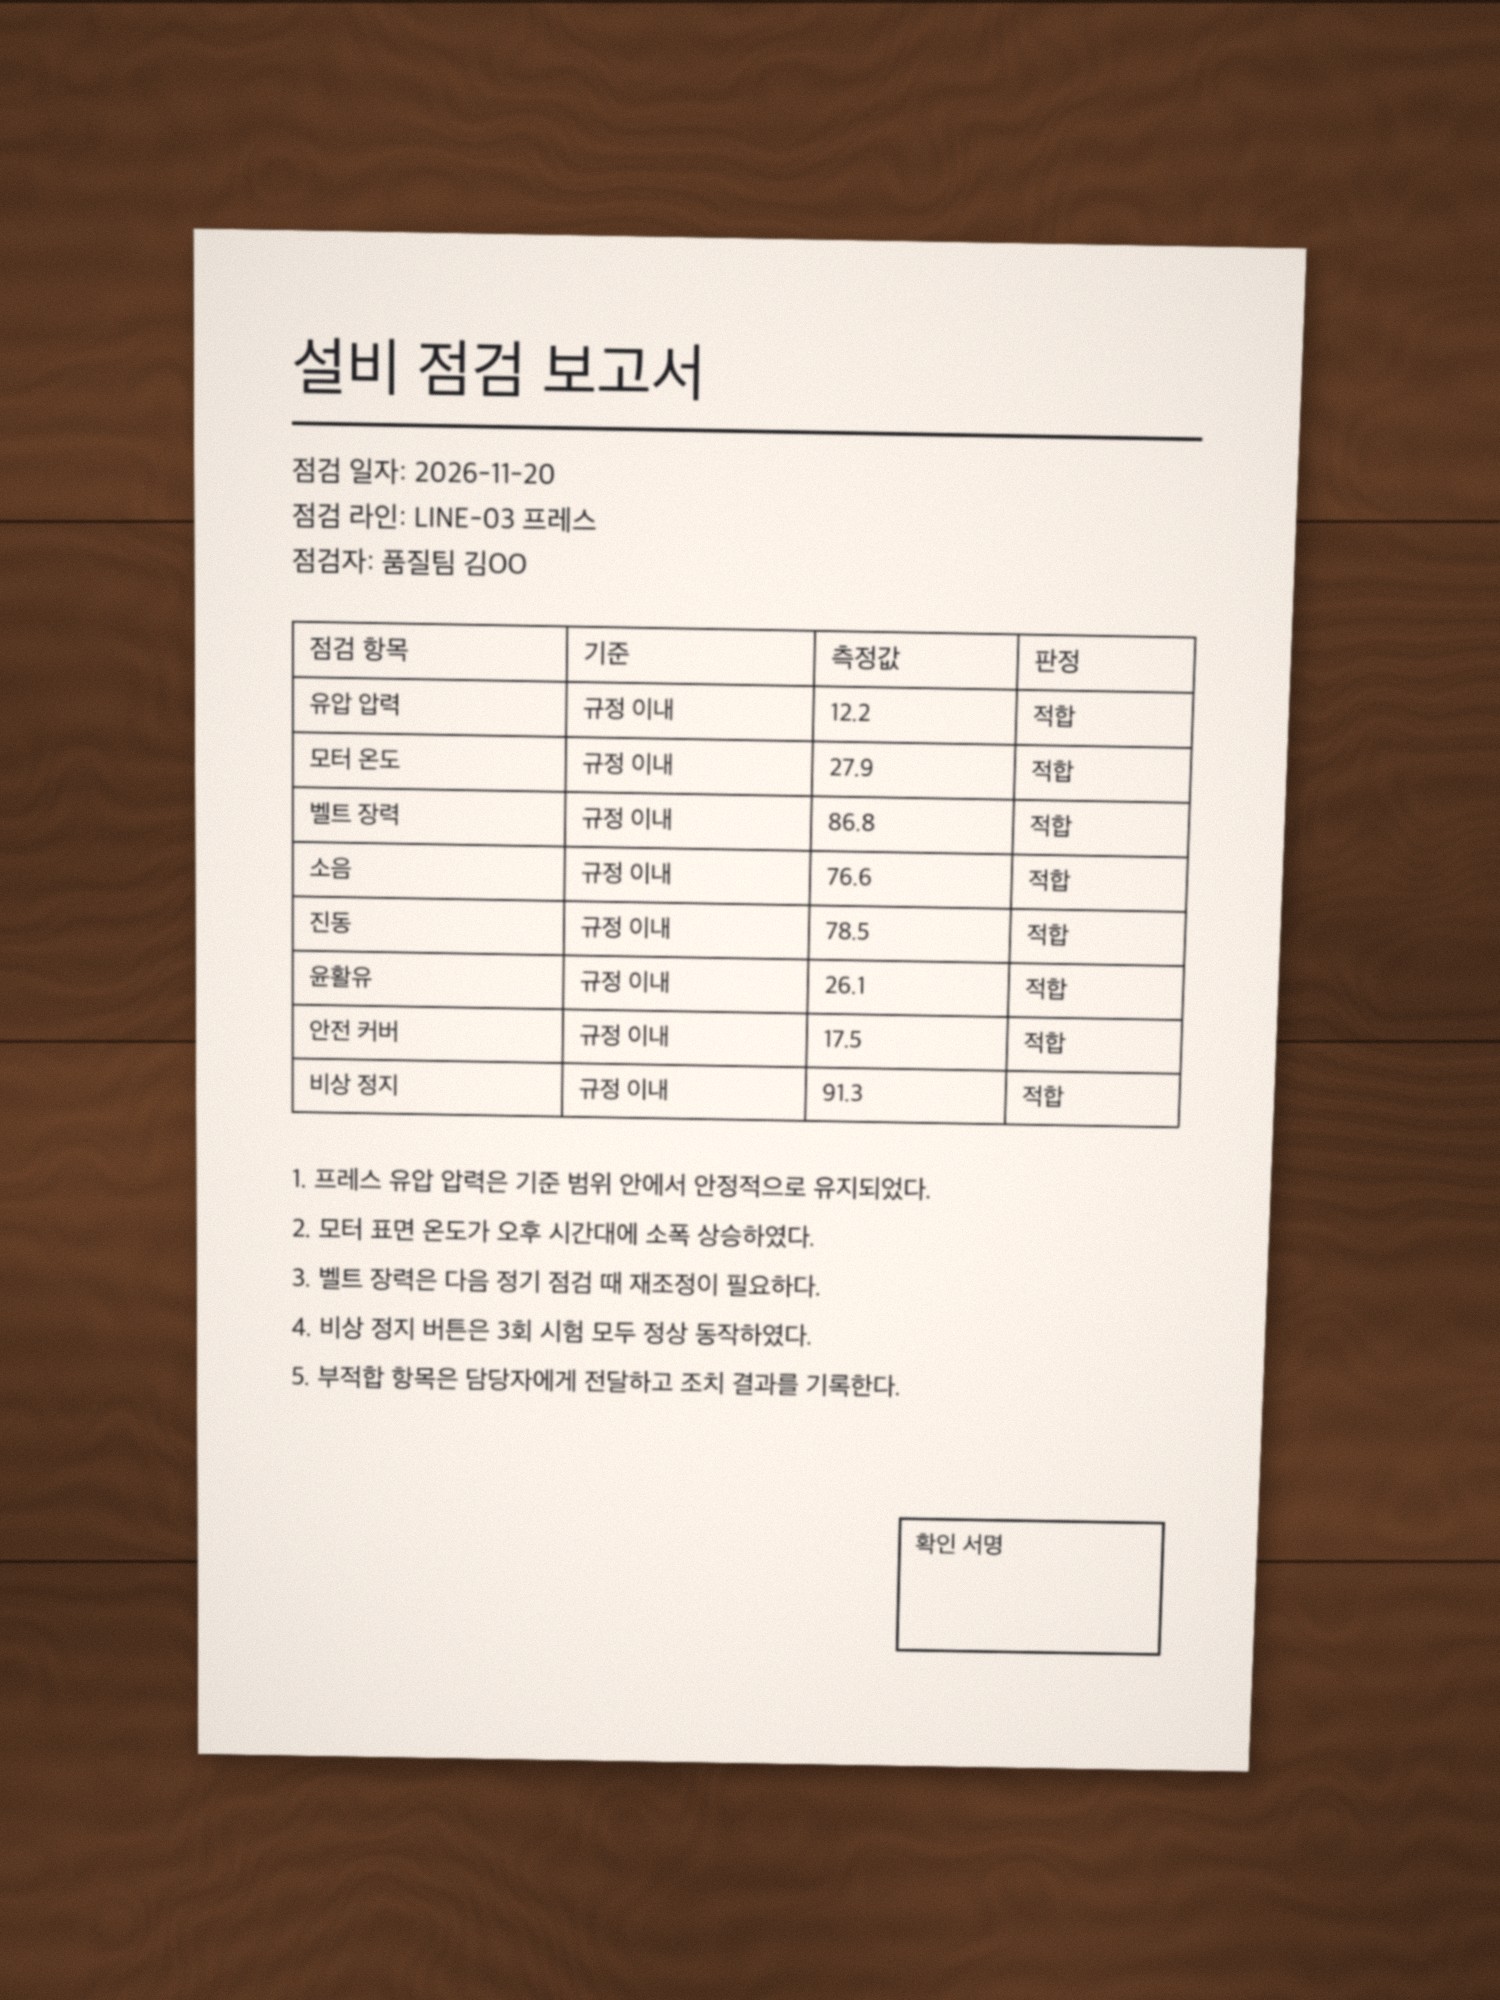 설비 점검 보고서
점검 일자: 2026-11-20
점검 라인: LINE-03 프레스
점검자: 품질팀 김OO
점검 항목 기준 측정값 판정
유압 압력 규정 이내 12.2 적합
모터 온도 규정 이내 27.9 적합
벨트 장력 규정 이내 86.8 적합
소음 규정 이내 76.6 적합
진동 규정 이내 78.5 적합
윤활유 규정 이내 26.1 적합
안전 커버 규정 이내 17.5 적합
비상 정지 규정 이내 91.3 적합
1. 프레스 유압 압력은 기준 범위 안에서 안정적으로 유지되었다.
2. 모터 표면 온도가 오후 시간대에 소폭 상승하였다.
3. 벨트 장력은 다음 정기 점검 때 재조정이 필요하다.
4. 비상 정지 버튼은 3회 시험 모두 정상 동작하였다.
5. 부적합 항목은 담당자에게 전달하고 조치 결과를 기록한다.
확인 서명